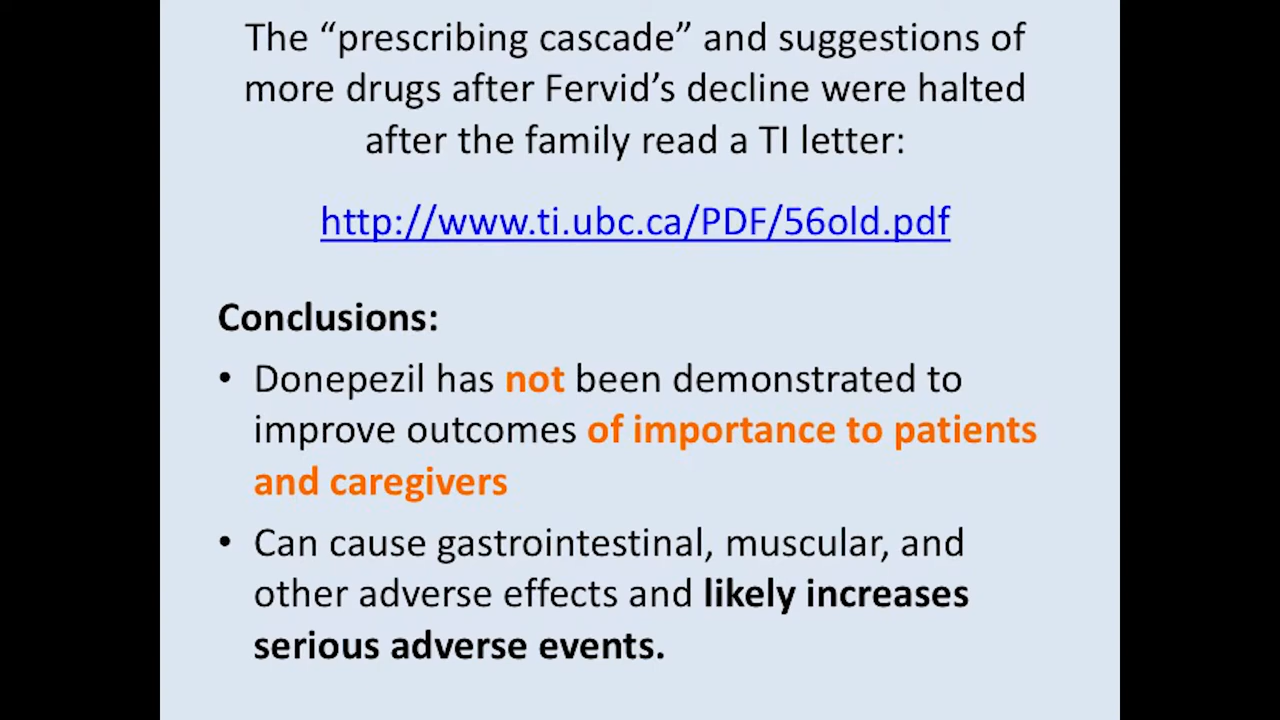 The “prescribing cascade” and suggestions of
more drugs after Fervid’s decline were halted
after the family read a TI letter:
http://www.ti.ubc.ca/PDF/56old.pdf
Conclusions:
• Donepezil has not been demonstrated to
improve outcomes of importance to patients
and caregivers
• Can cause gastrointestinal, muscular, and
other adverse effects and likely increases
serious adverse events.